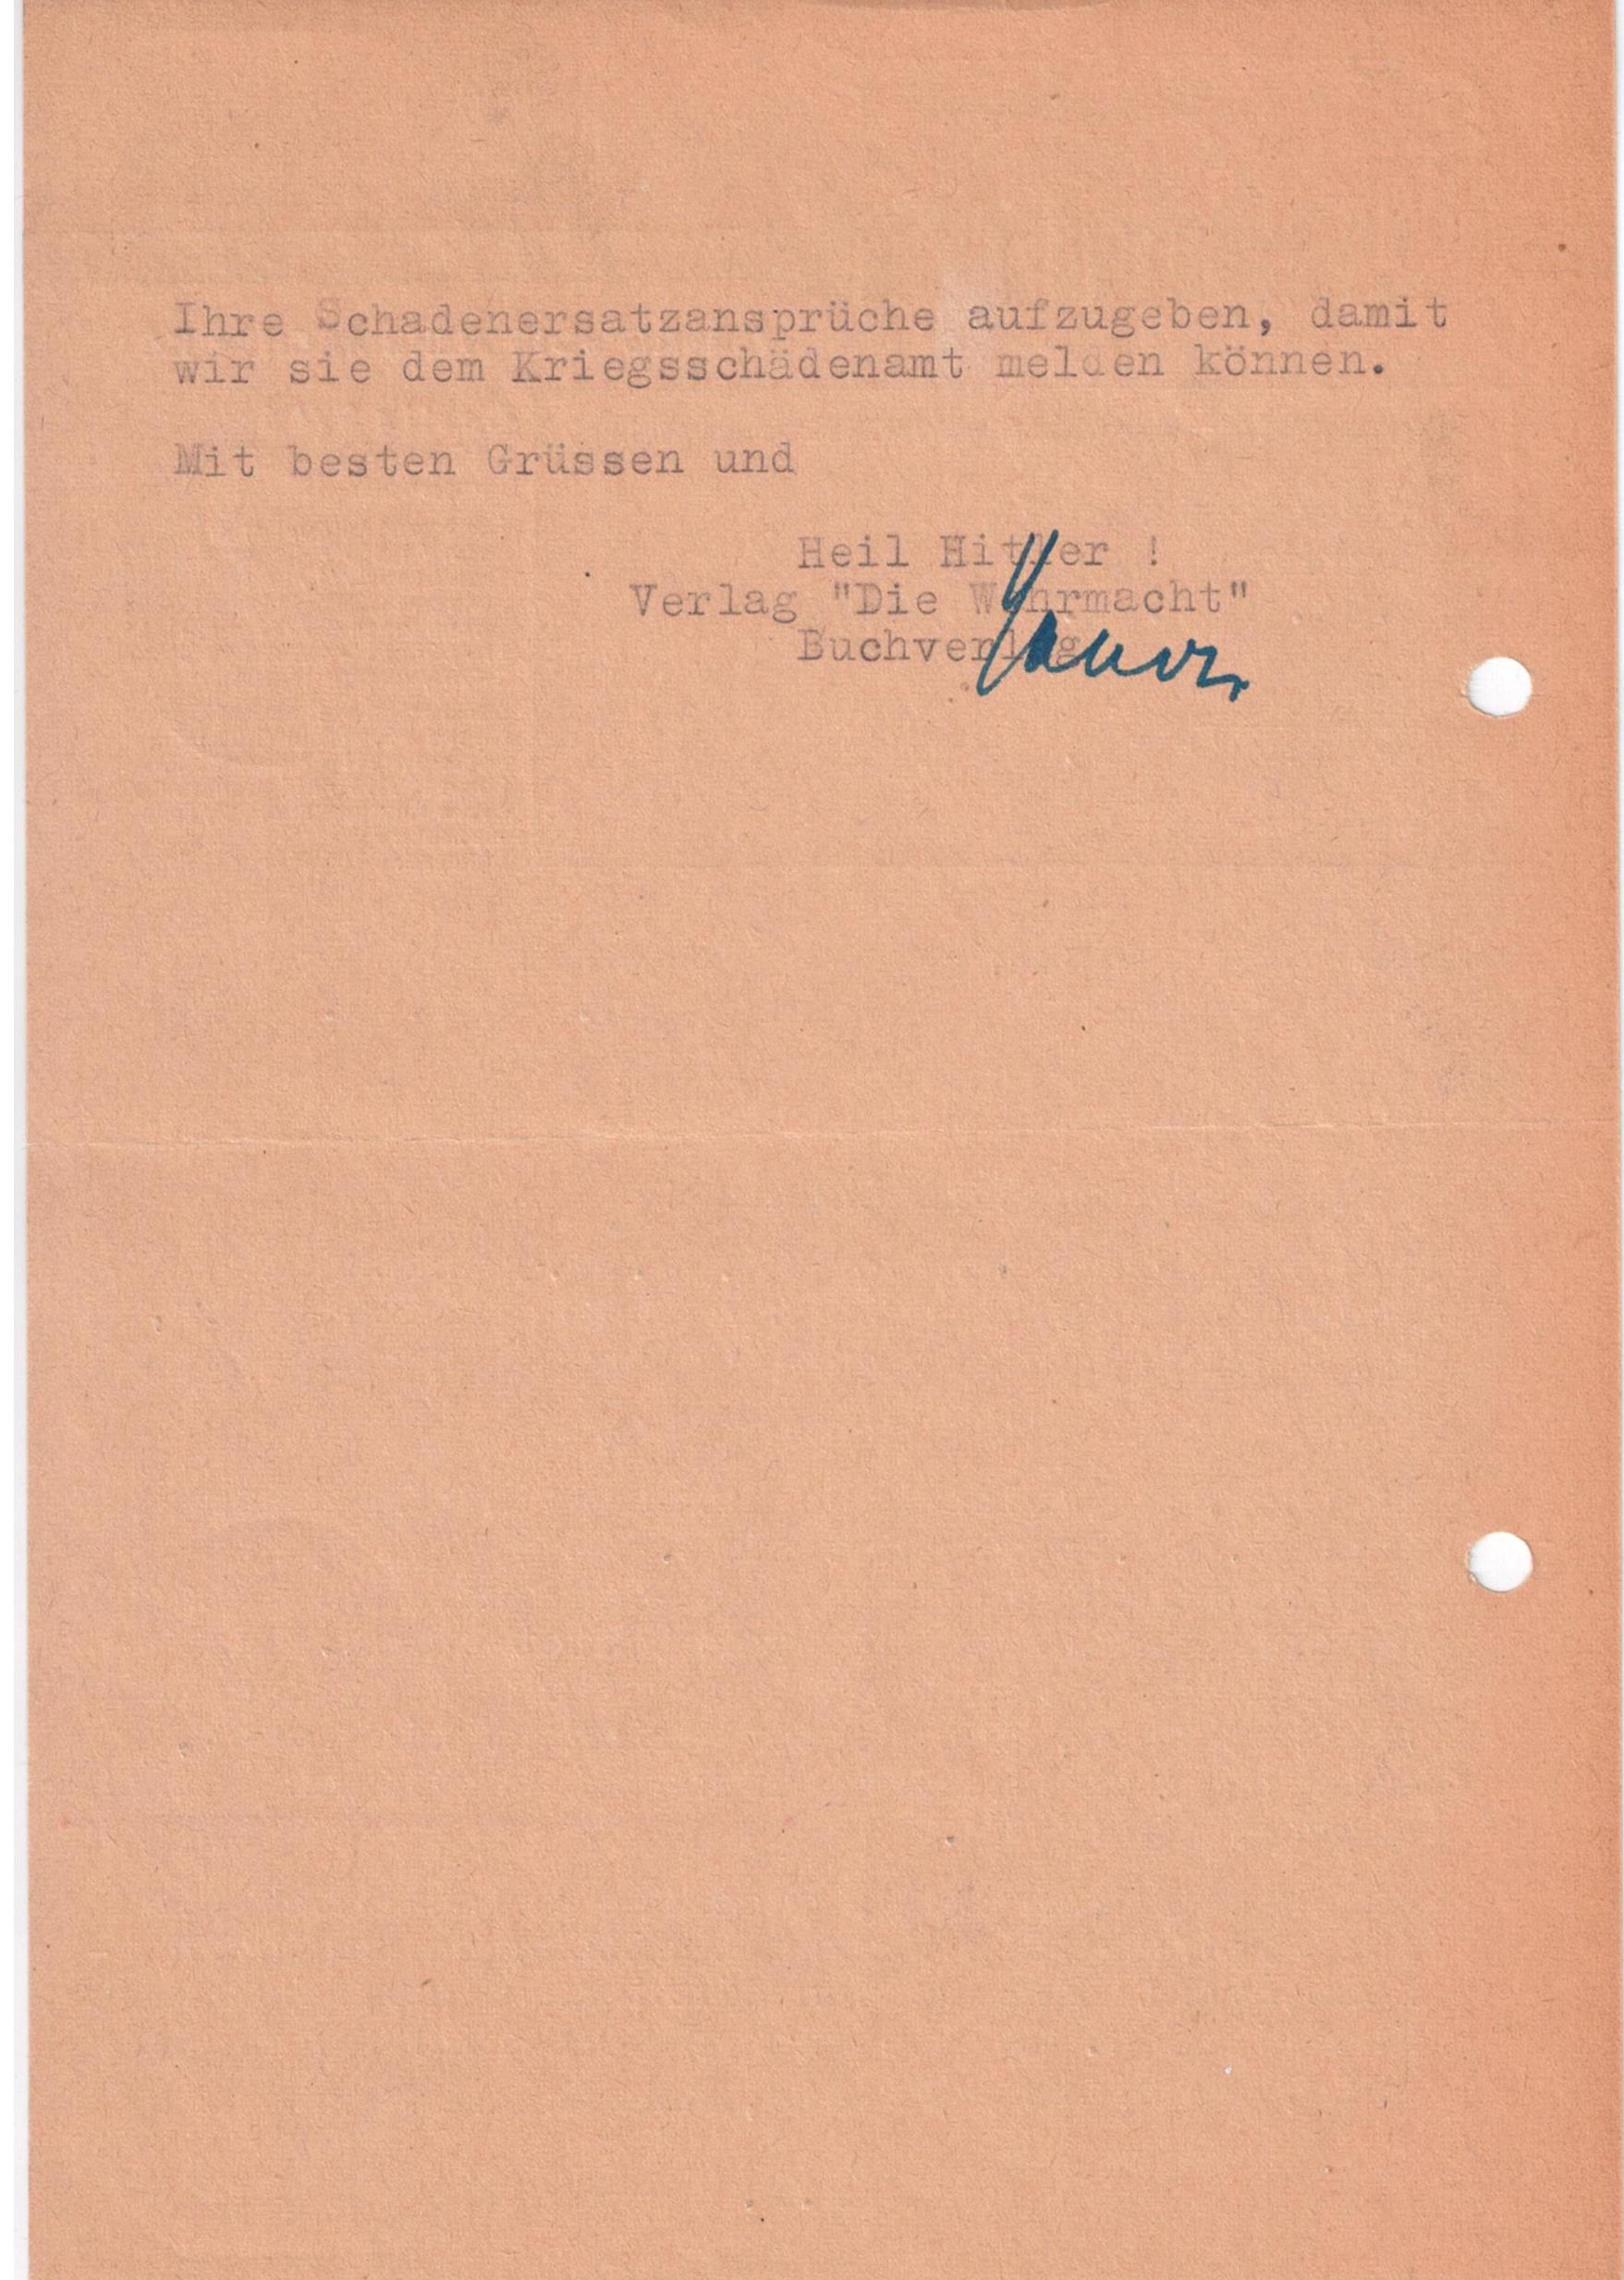 Ihre Schadenersatzansprüche aufzugeben, damit
wir sie dem Kriegsschädenamt melden können.
Mit besten Grüssen und
Heil Hitler !
Verlag "Die Wehrmacht"
Buchverlag